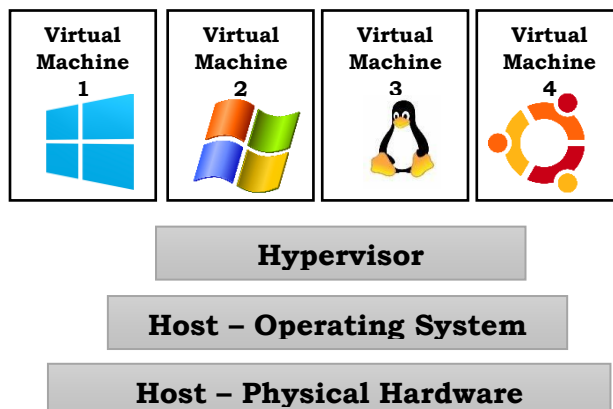 Virtual
Machine
1
Virtual
Machine
2
Virtual
Machine
3
Virtual
Machine
4
Hypervisor
Host – Operating System
Host – Physical Hardware